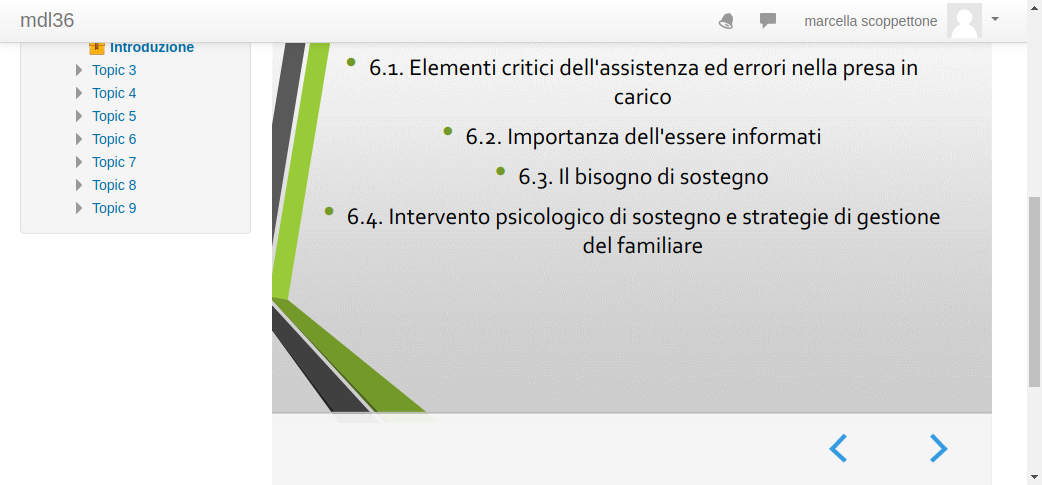 mdl36
marcella scoppettone
Introduzione
Topic 3
Topic 4
Topic 5
Topic 6
Topic 7
Topic 8
Topic 9
• 6.1. Elementi critici dell'assistenza ed errori nella presa in
carico
• 6.2. Importanza dell'essere informati
• 6.3. Il bisogno di sostegno
• 6.4. Intervento psicologico di sostegno e strategie di gestione
del familiare